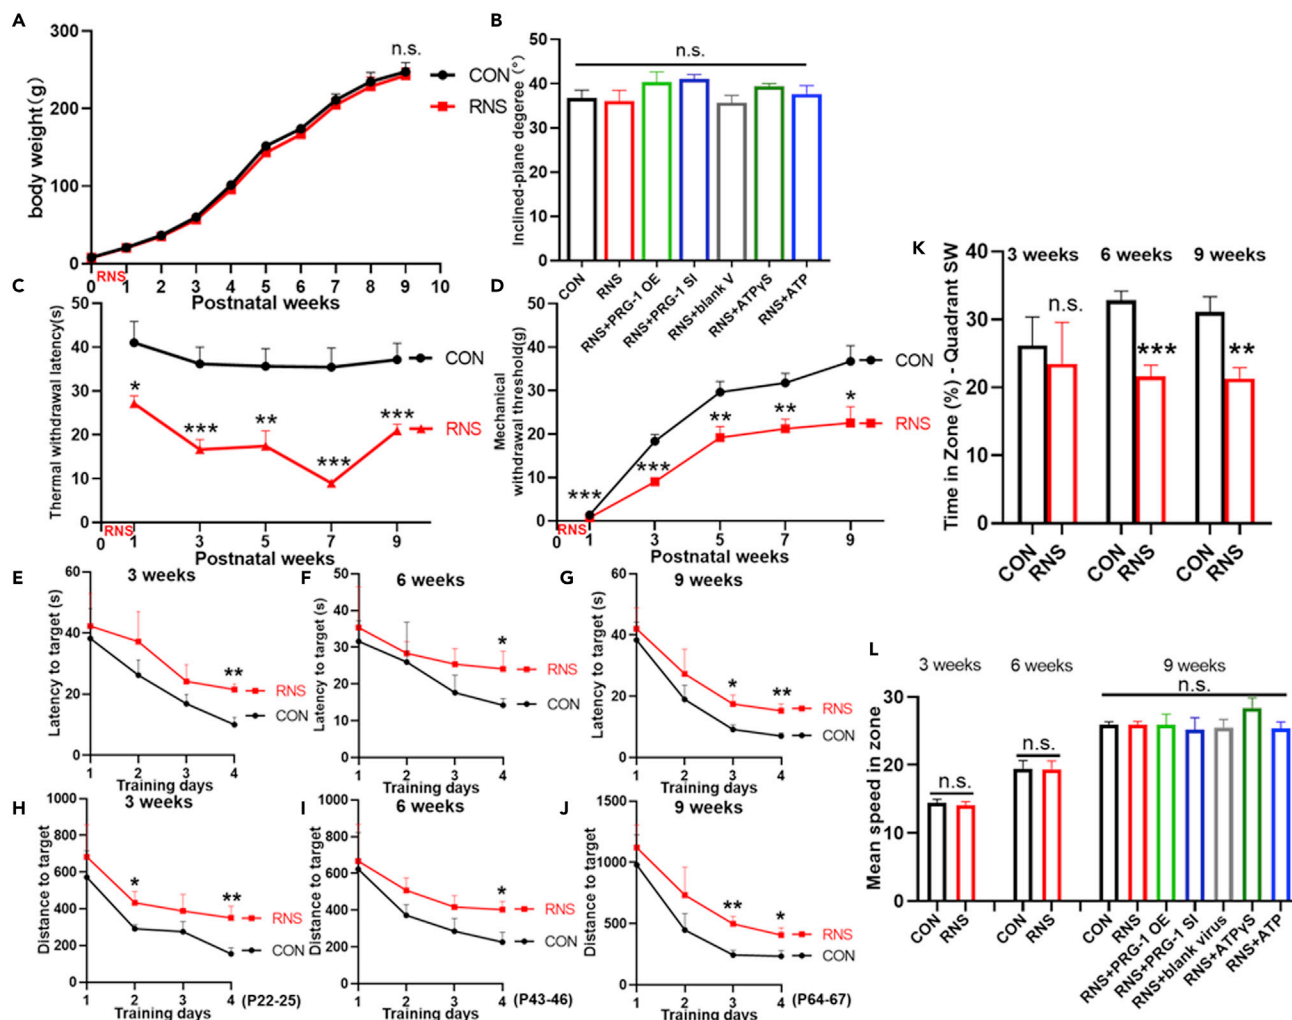 A
300
200
100
0
body weight(g)
n.s.
CON
RNS
0 1 2 3 4 5 6 7 8 9 10
RNS
Postnatal weeks
B
50
40
30
20
10
0
Inclined-plane degeree (°)
n.s.
CON
RNS
RNS+PRG-1 OE
RNS+PRG-1 SI
RNS+blank V
RNS+ATPγS
RNS+ATP
C
50
40
30
20
10
0
Thermal withdrawal latency(s)
CON
RNS
*
***
**
***
***
RNS
0 1 3 5 7 9
Postnatal weeks
D
50
40
30
20
10
0
Mechanical
withdrawal threshold(g)
CON
RNS
***
***
**
**
*
RNS
0 1 3 5 7 9
Postnatal weeks
K
40
30
20
10
0
Time in Zone (%) - Quadrant SW
3 weeks 6 weeks 9 weeks
n.s.
***
**
CON
RNS
CON
RNS
CON
RNS
E
3 weeks
60
40
20
0
Latency to target (s)
**
RNS
CON
1 2 3 4
Training days
F
6 weeks
50
40
30
20
10
0
Latency to target (s)
*
RNS
CON
1 2 3 4
Training days
G
9 weeks
60
40
20
0
Latency to target (s)
*
**
RNS
CON
1 2 3 4
Training days
H
3 weeks
1000
800
600
400
200
0
Distance to target
*
**
RNS
CON
1 2 3 4 (P22-25)
Training days
I
6 weeks
1000
800
600
400
200
0
Distance to target
*
RNS
CON
1 2 3 4 (P43-46)
Training days
J
9 weeks
1500
1000
500
0
Distance to target
**
*
RNS
CON
1 2 3 4 (P64-67)
Training days
L
3 weeks 6 weeks 9 weeks
30
20
10
0
Mean speed in zone
n.s.
n.s.
n.s.
CON
RNS
CON
RNS
CON
RNS
RNS+PRG-1 OE
RNS+PRG-1 SI
RNS+blank virus
RNS+ATPγS
RNS+ATP